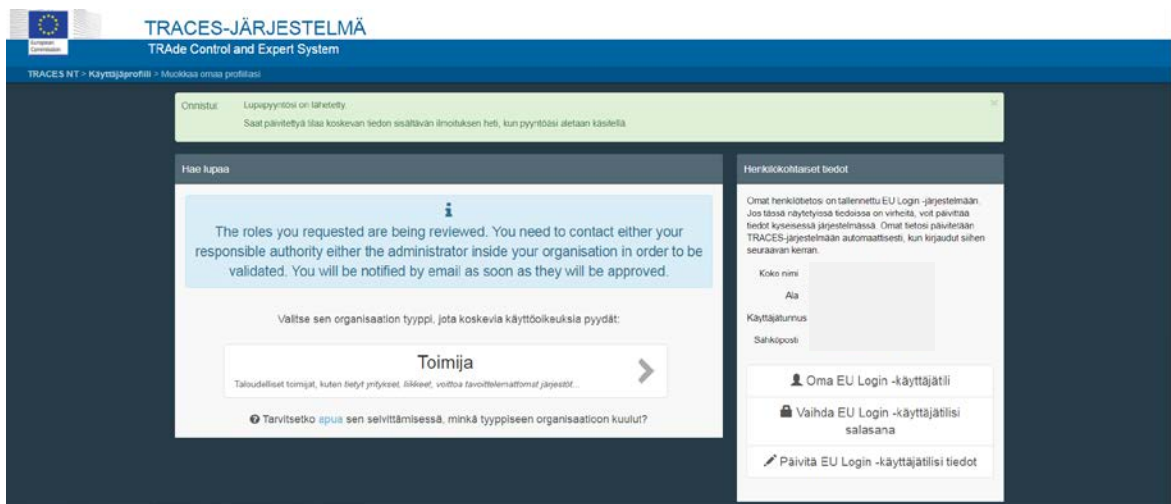 European
Commission
TRACES-JÄRJESTELMÄ
TRAde Control and Expert System
TRACES NT > Käyttäjäprofiili > Muokkaa omaa profiiliasi
Onnistui: Lupapyyntösi on lähetetty.
Saat päivitettyä tilaa koskevan tiedon sisältävän ilmoituksen heti, kun pyyntöäsi aletaan käsitellä.
×
Hae lupaa
The roles you requested are being reviewed. You need to contact either your
responsible authority either the administrator inside your organisation in order to be
validated. You will be notified by email as soon as they will be approved.
Valitse sen organisaation tyyppi, jota koskevia käyttöoikeuksia pyydät:
Toimija
Taloudelliset toimijat, kuten tietyt yritykset, liikkeet, voittoa tavoittelemattomat järjestöt...
Tarvitsetko apua sen selvittämisessä, minkä tyyppiseen organisaatioon kuulut?
Henkilökohtaiset tiedot
Omat henkilötietosi on tallennettu EU Login -järjestelmään.
Jos tässä näytetyissä tiedoissa on virheitä, voit päivittää
tiedot kyseisessä järjestelmässä. Omat tietosi päivitetään
TRACES-järjestelmään automaattisesti, kun kirjaudut siihen
seuraavan kerran.
Koko nimi
Ala
Käyttäjätunnus
Sähköposti
Oma EU Login -käyttäjätili
Vaihda EU Login -käyttäjätilisi
salasana
Päivitä EU Login -käyttäjätilisi tiedot